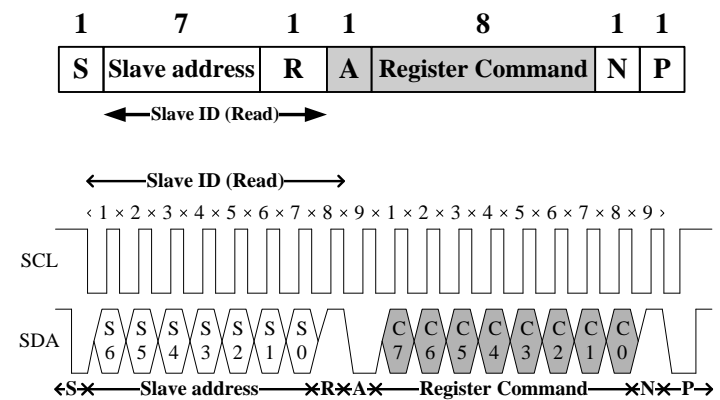 1 7 1 1 8 1 1
S Slave address R A Register Command N P
Slave ID (Read)
Slave ID (Read)
‹ 1 × 2 × 3 × 4 × 5 × 6 × 7 × 8 × 9 × 1 × 2 × 3 × 4 × 5 × 6 × 7 × 8 × 9 ›
SCL
SDA S6 S5 S4 S3 S2 S1 S0 C7 C6 C5 C4 C3 C2 C1 C0
S Slave address R A Register Command N P